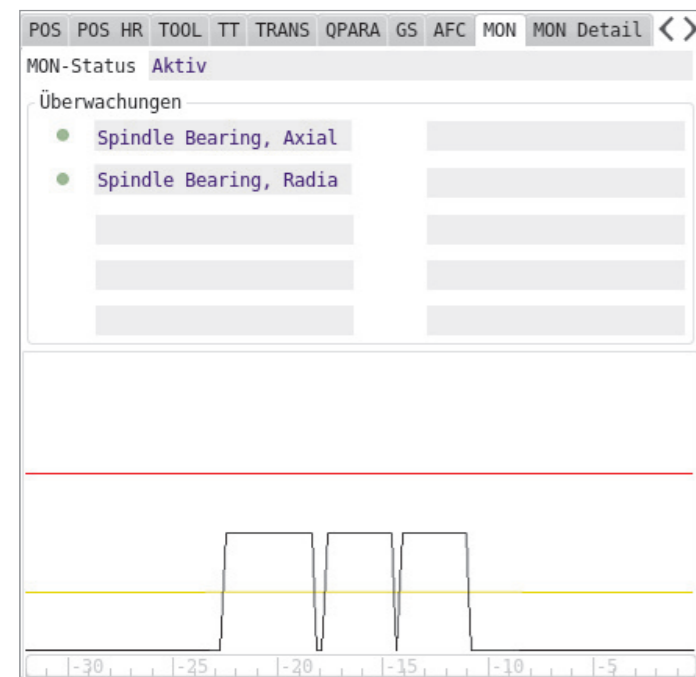 POS POS HR TOOL TT TRANS QPARA GS AFC MON MON Detail
MON-Status Aktiv
Überwachungen
Spindle Bearing, Axial
Spindle Bearing, Radia
-30 -25 -20 -15 -10 -5